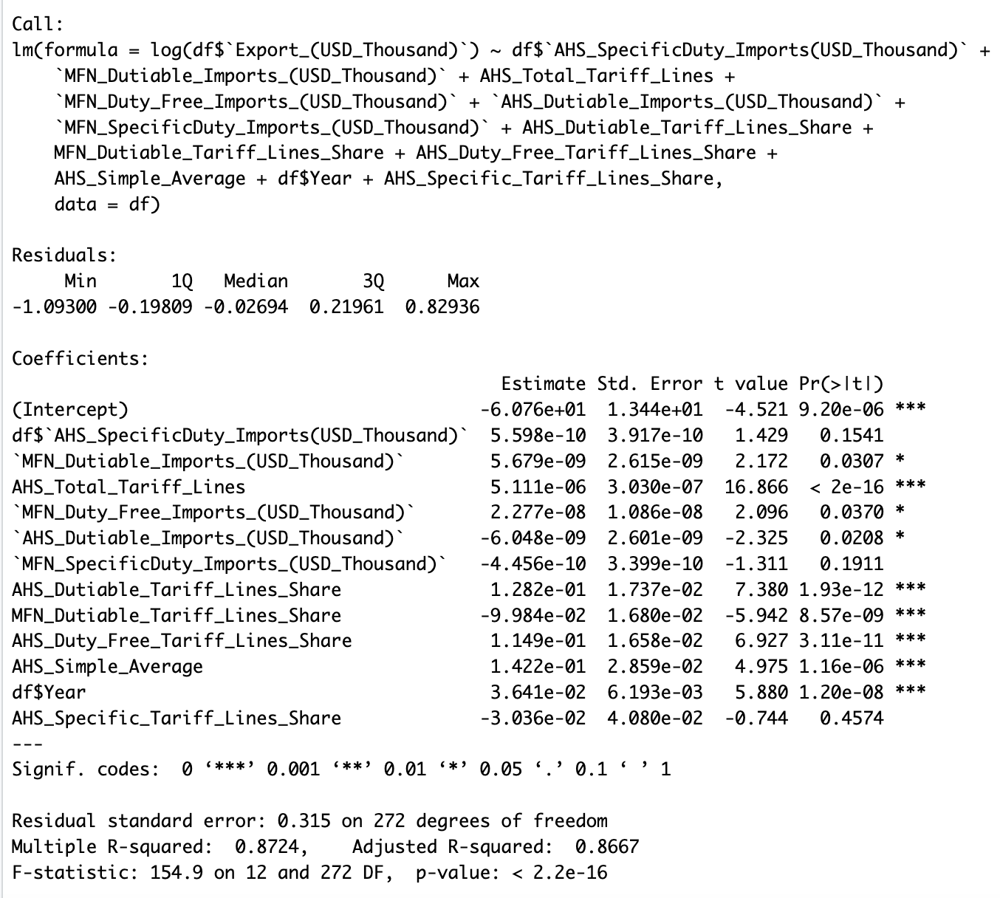 Call:
lm(formula = log(df$`Export_(USD_Thousand)`) ~ df$`AHS_SpecificDuty_Imports(USD_Thousand)` +
    `MFN_Dutiable_Imports_(USD_Thousand)` + AHS_Total_Tariff_Lines +
    `MFN_Duty_Free_Imports_(USD_Thousand)` + `AHS_Dutiable_Imports_(USD_Thousand)` +
    `MFN_SpecificDuty_Imports_(USD_Thousand)` + AHS_Dutiable_Tariff_Lines_Share +
    MFN_Dutiable_Tariff_Lines_Share + AHS_Duty_Free_Tariff_Lines_Share +
    AHS_Simple_Average + df$Year + AHS_Specific_Tariff_Lines_Share,
    data = df)
Residuals:
     Min       1Q   Median       3Q      Max
-1.09300 -0.19809 -0.02694  0.21961  0.82936
Coefficients:
                                              Estimate Std. Error t value Pr(>|t|)
(Intercept)                                 -6.076e+01  1.344e+01  -4.521 9.20e-06 ***
df$`AHS_SpecificDuty_Imports(USD_Thousand)`  5.598e-10  3.917e-10   1.429   0.1541
`MFN_Dutiable_Imports_(USD_Thousand)`        5.679e-09  2.615e-09   2.172   0.0307 *
AHS_Total_Tariff_Lines                       5.111e-06  3.030e-07  16.866  < 2e-16 ***
`MFN_Duty_Free_Imports_(USD_Thousand)`       2.277e-08  1.086e-08   2.096   0.0370 *
`AHS_Dutiable_Imports_(USD_Thousand)`       -6.048e-09  2.601e-09  -2.325   0.0208 *
`MFN_SpecificDuty_Imports_(USD_Thousand)`   -4.456e-10  3.399e-10  -1.311   0.1911
AHS_Dutiable_Tariff_Lines_Share              1.282e-01  1.737e-02   7.380 1.93e-12 ***
MFN_Dutiable_Tariff_Lines_Share             -9.984e-02  1.680e-02  -5.942 8.57e-09 ***
AHS_Duty_Free_Tariff_Lines_Share             1.149e-01  1.658e-02   6.927 3.11e-11 ***
AHS_Simple_Average                           1.422e-01  2.859e-02   4.975 1.16e-06 ***
df$Year                                      3.641e-02  6.193e-03   5.880 1.20e-08 ***
AHS_Specific_Tariff_Lines_Share             -3.036e-02  4.080e-02  -0.744   0.4574
---
Signif. codes:  0 ‘***’ 0.001 ‘**’ 0.01 ‘*’ 0.05 ‘.’ 0.1 ‘ ’ 1
Residual standard error: 0.315 on 272 degrees of freedom
Multiple R-squared:  0.8724,    Adjusted R-squared:  0.8667
F-statistic: 154.9 on 12 and 272 DF,  p-value: < 2.2e-16